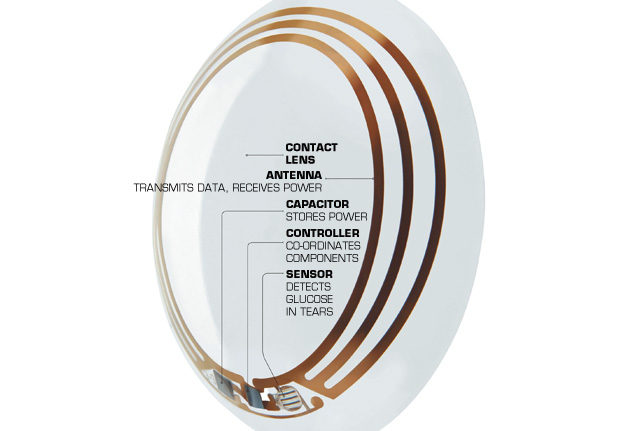 CONTACT
LENS
ANTENNA
TRANSMITS DATA, RECEIVES POWER
CAPACITOR
STORES POWER
CONTROLLER
CO-ORDINATES
COMPONENTS
SENSOR
DETECTS
GLUCOSE
IN TEARS